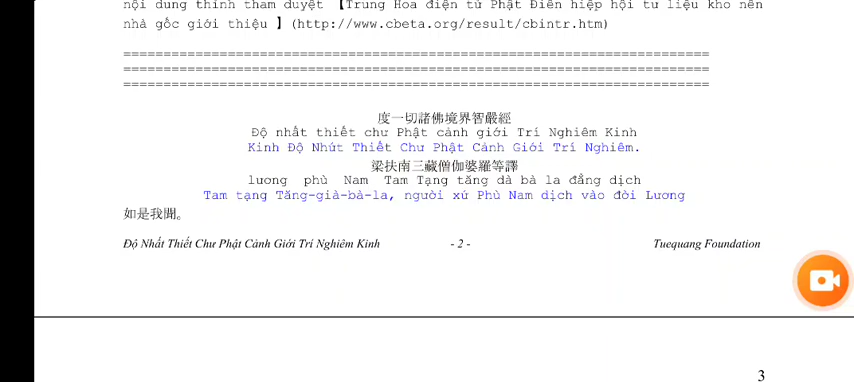 nội dung thỉnh tham duyệt 【Trung Hoa điện tử Phật Điển hiệp hội tư liệu kho nền
nhà gốc giới thiệu 】(http://www.cbeta.org/result/cbintr.htm)
=========================================================================
=========================================================================
=========================================================================
度一切諸佛境界智嚴經
Độ nhất thiết chư Phật cảnh giới Trí Nghiêm Kinh
Kinh Độ Nhứt Thiết Chư Phật Cảnh Giới Trí Nghiêm.
梁扶南三藏僧伽婆羅等譯
lương phù Nam Tam Tạng tăng dà bà la đẳng dịch
Tam tạng Tăng-già-bà-la, người xứ Phù Nam dịch vào đời Lương
如是我聞。
Độ Nhất Thiết Chư Phật Cảnh Giới Trí Nghiêm Kinh - 2 - Tuequang Foundation
3